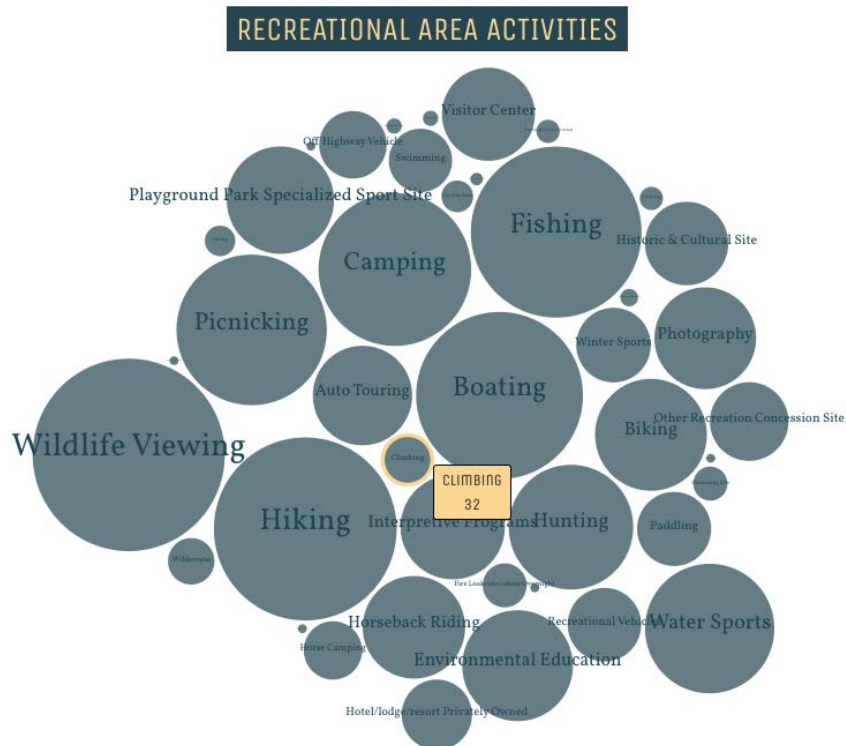 RECREATIONAL AREA ACTIVITIES
Visitor Center
Off Highway Vehicle
Swimming
Playground Park Specialized Sport Site
Fishing
Historic & Cultural Site
Camping
Picnicking
Photography
Winter Sports
Auto Touring
Boating
Other Recreation Concession Site
Biking
Wildlife Viewing
Climbing
CLIMBING
32
Hiking
Interpretive Programs
Hunting
Paddling
Wilderness
Horseback Riding
Recreational Vehicles
Water Sports
Horse Camping
Environmental Education
Hotel/lodge/resort Privately Owned